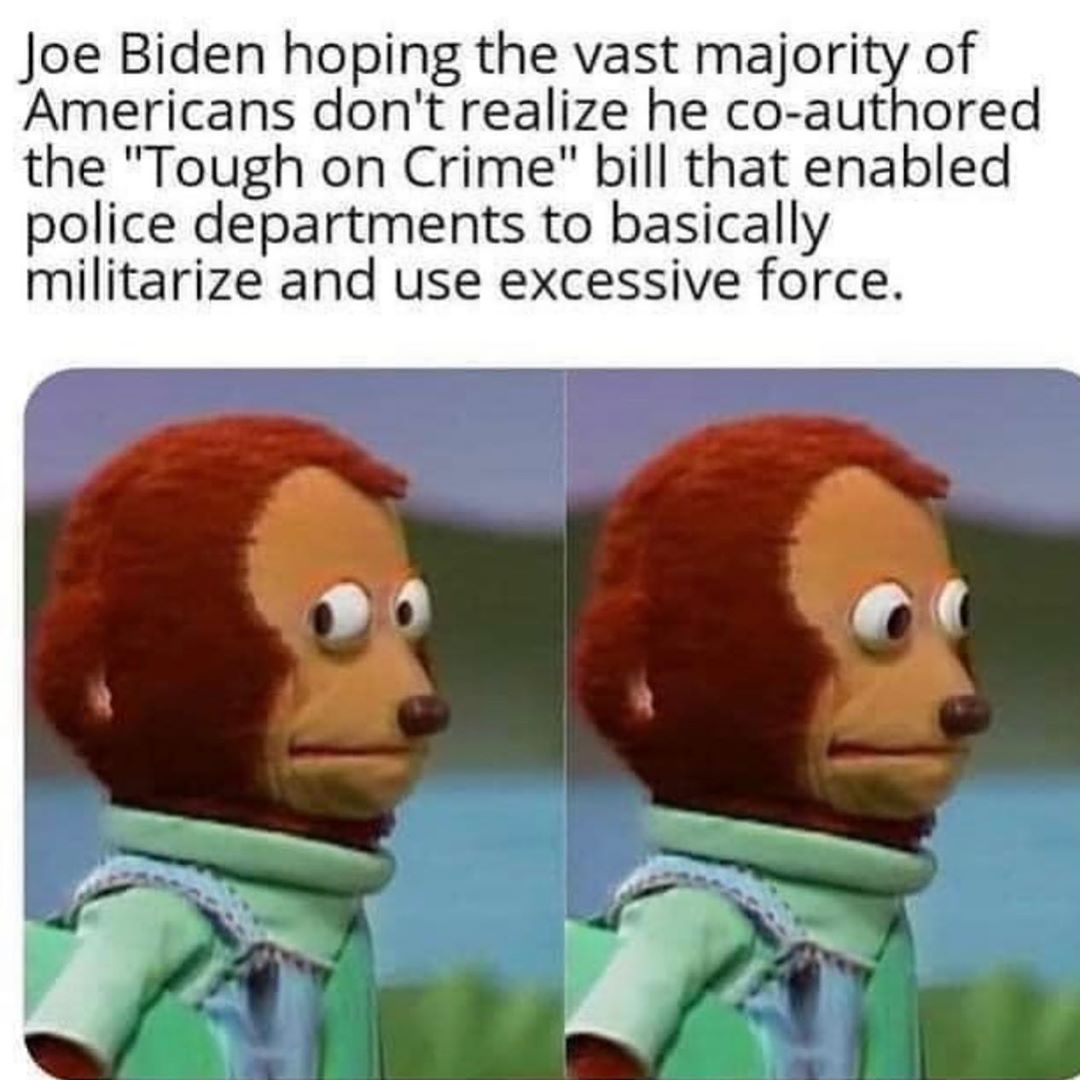 Joe Biden hoping the vast majority of
Americans don't realize he co-authored
the "Tough on Crime" bill that enabled
police departments to basically
militarize and use excessive force.